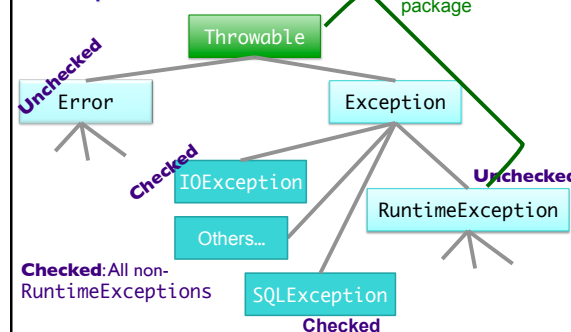 package
Throwable
Unchecked
Error
Exception
Checked
IOException
Unchecked
RuntimeException
Others…
Checked: All non-
RuntimeExceptions
SQLException
Checked